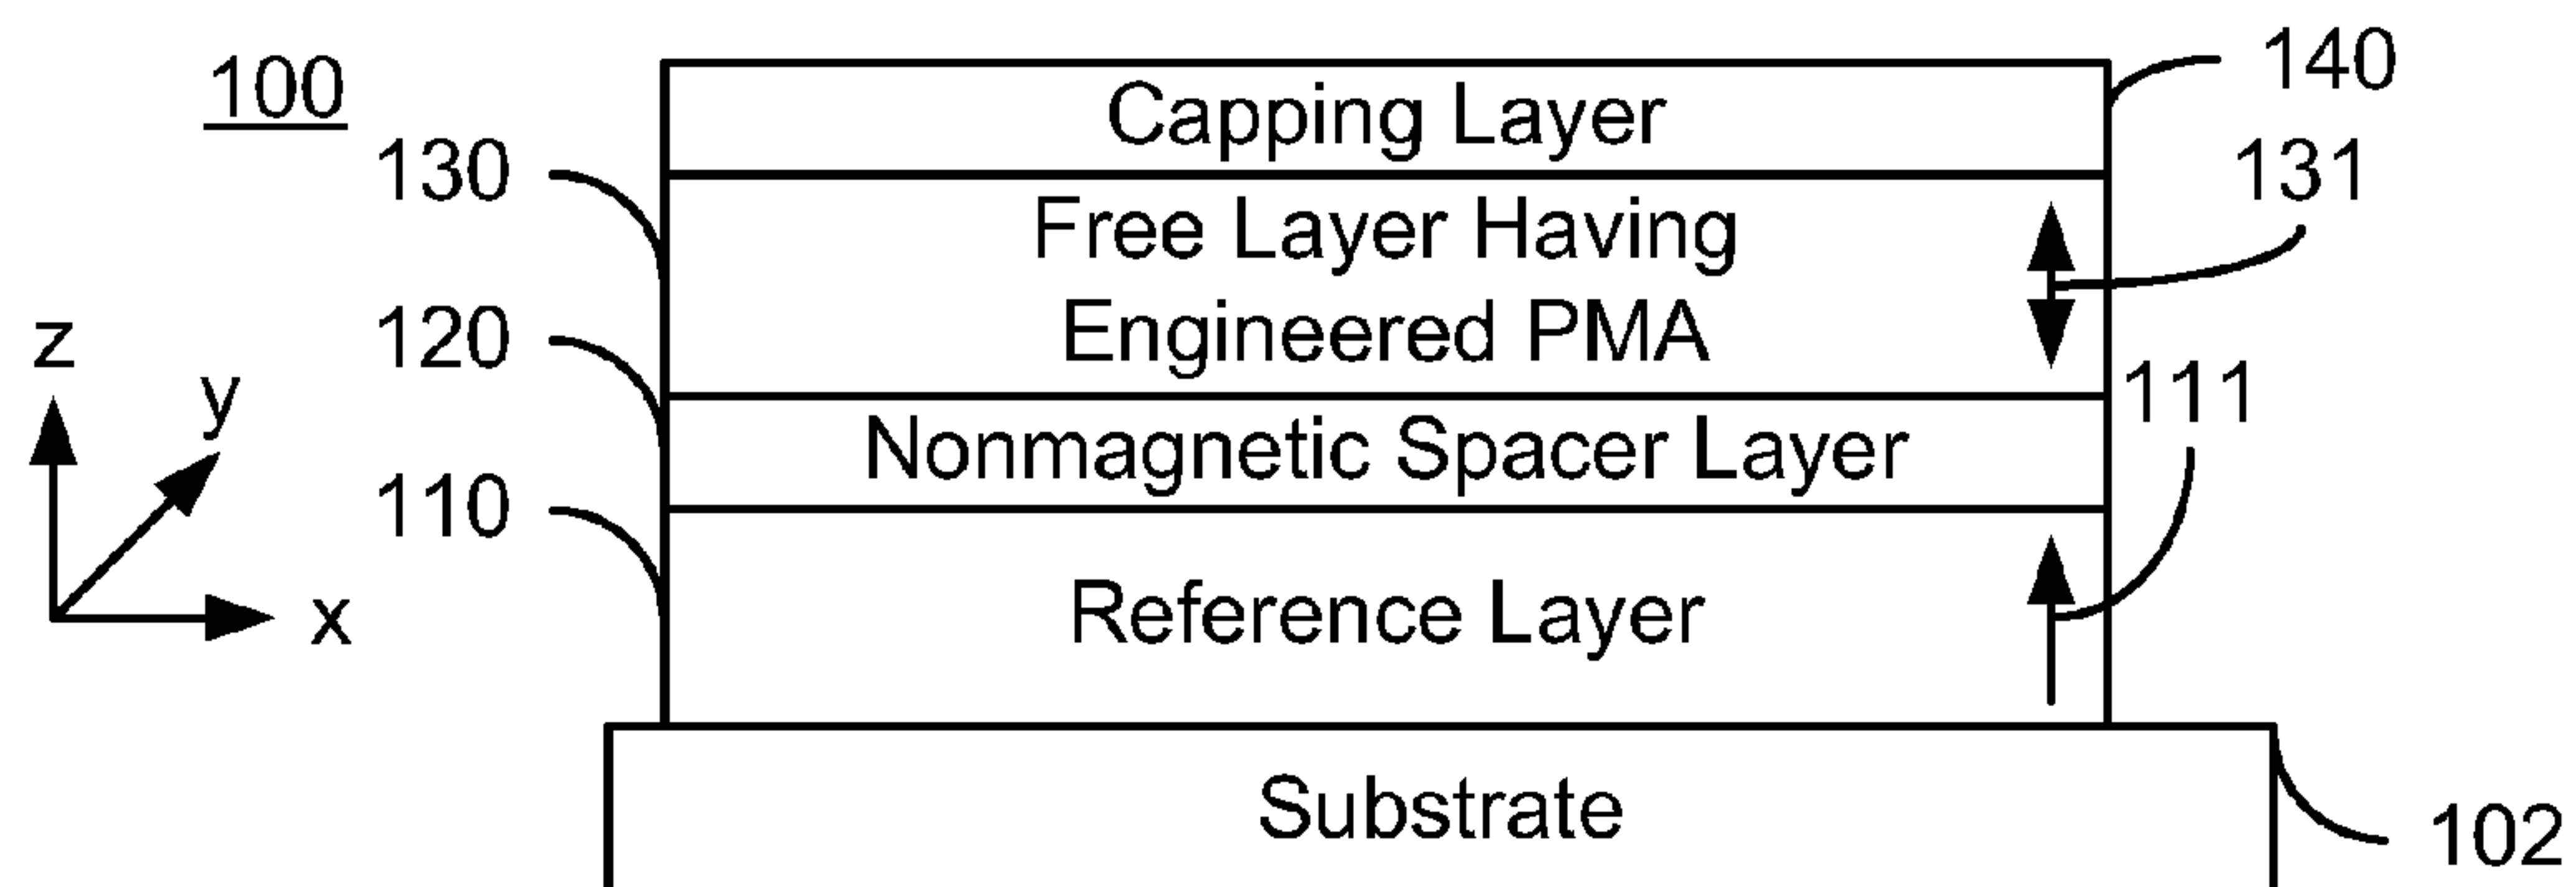 100
140
Capping Layer
130
131
Free Layer Having
Engineered PMA
120
z
y
111
Nonmagnetic Spacer Layer
110
x
Reference Layer
Substrate
102